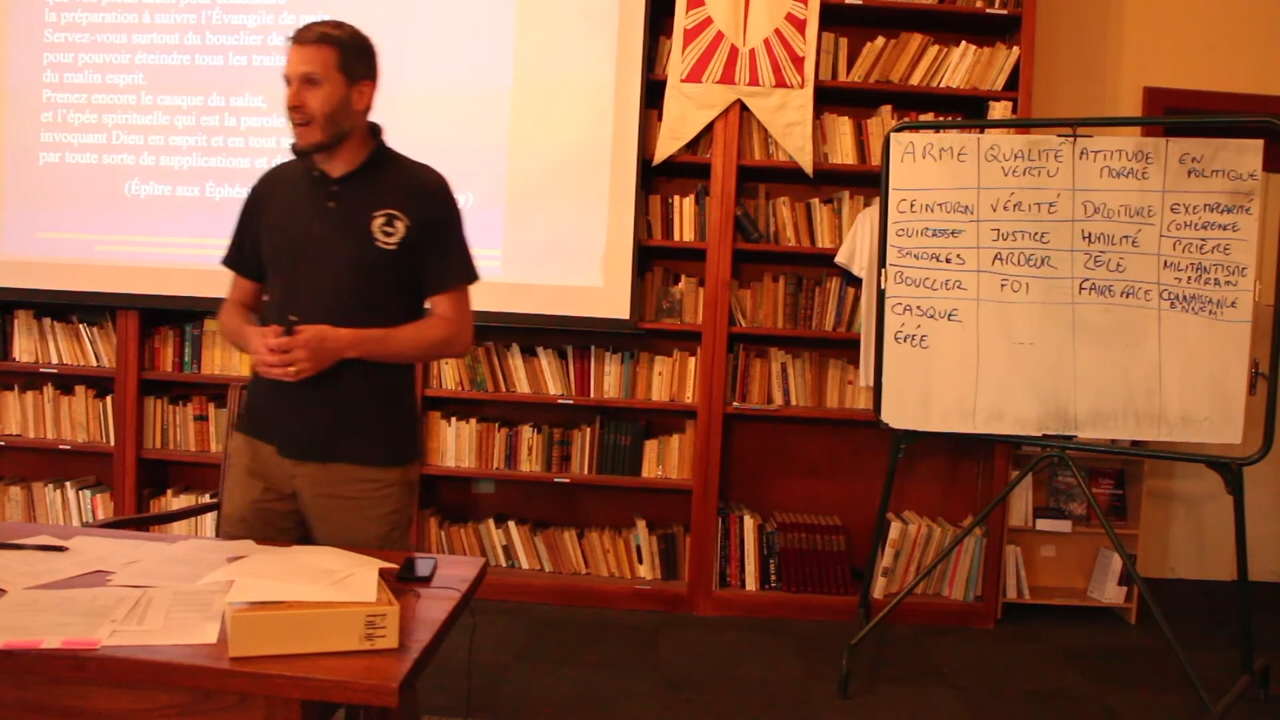 la préparation à suivre l'Évangile de paix
Servez-vous surtout du bouclier de
pour pouvoir éteindre tous les traits
du malin esprit.
Prenez encore le casque du salut,
et l'épée spirituelle qui est la parole
invoquant Dieu en esprit et en tout
par toute sorte de supplications et de
(Épître aux Éphési
ARME QUALITÉ VERTU ATTITUDE MORALE EN POLITIQUE
CEINTURON VÉRITÉ DROITURE EXEMPLARITÉ COHÉRENCE
CUIRASSE JUSTICE HUMILITÉ PRIÈRE
SANDALES ARDEUR ZÈLE MILITANTISME TERRAIN
BOUCLIER FOI FAIRE FACE CONNAISSANCE ENNEMI
CASQUE
ÉPÉE ....
Bible